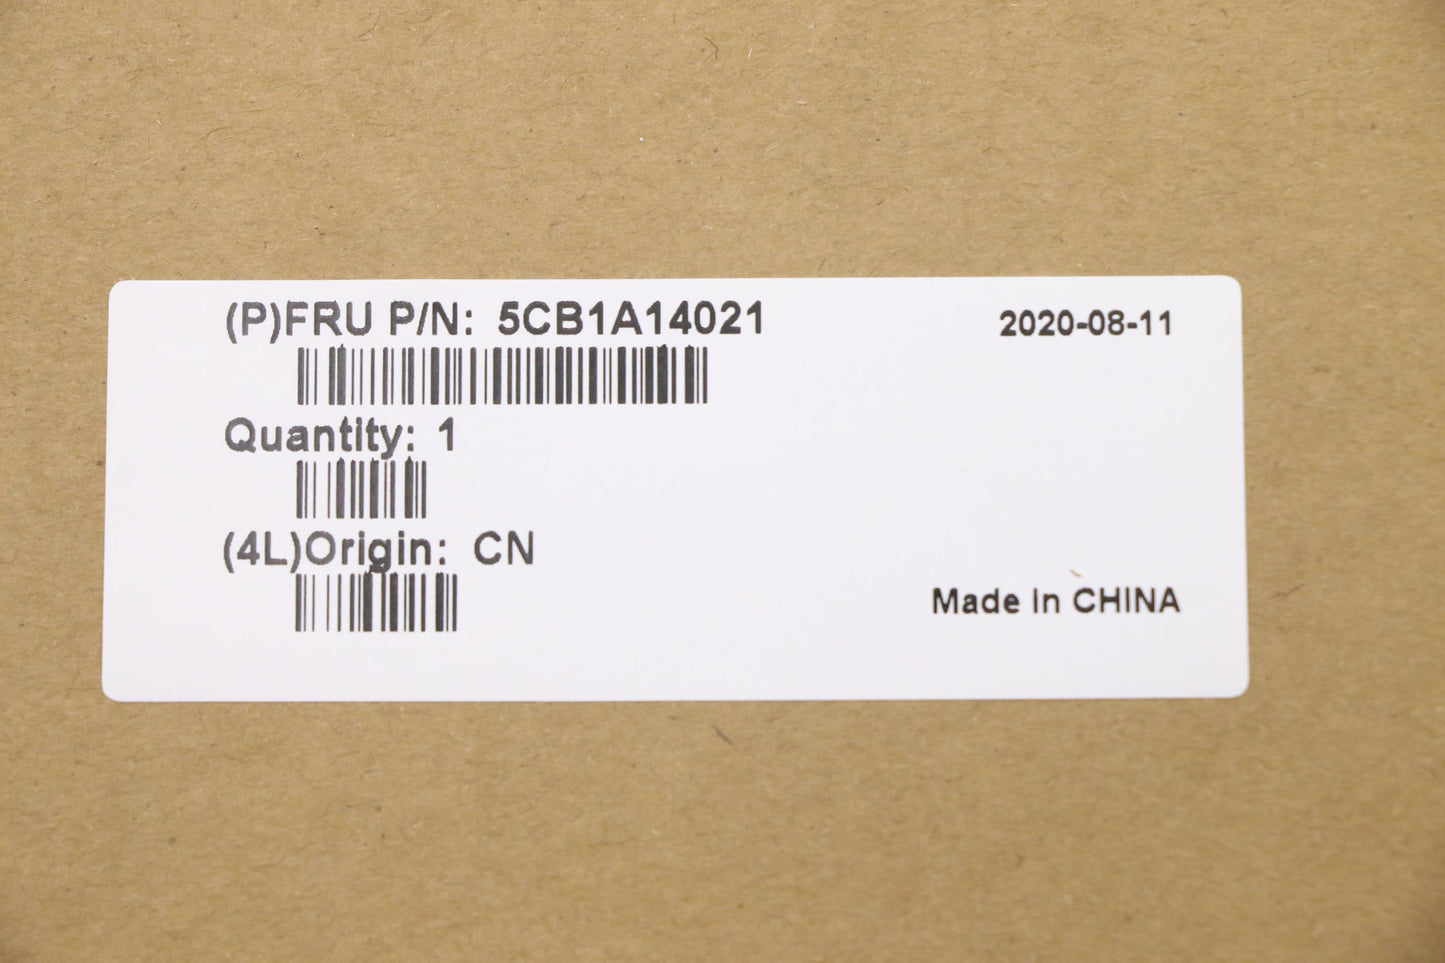 (P)FRU P/N: 5CB1A14021
2020-08-11
Quantity: 1
(4L)Origin: CN
Made in CHINA